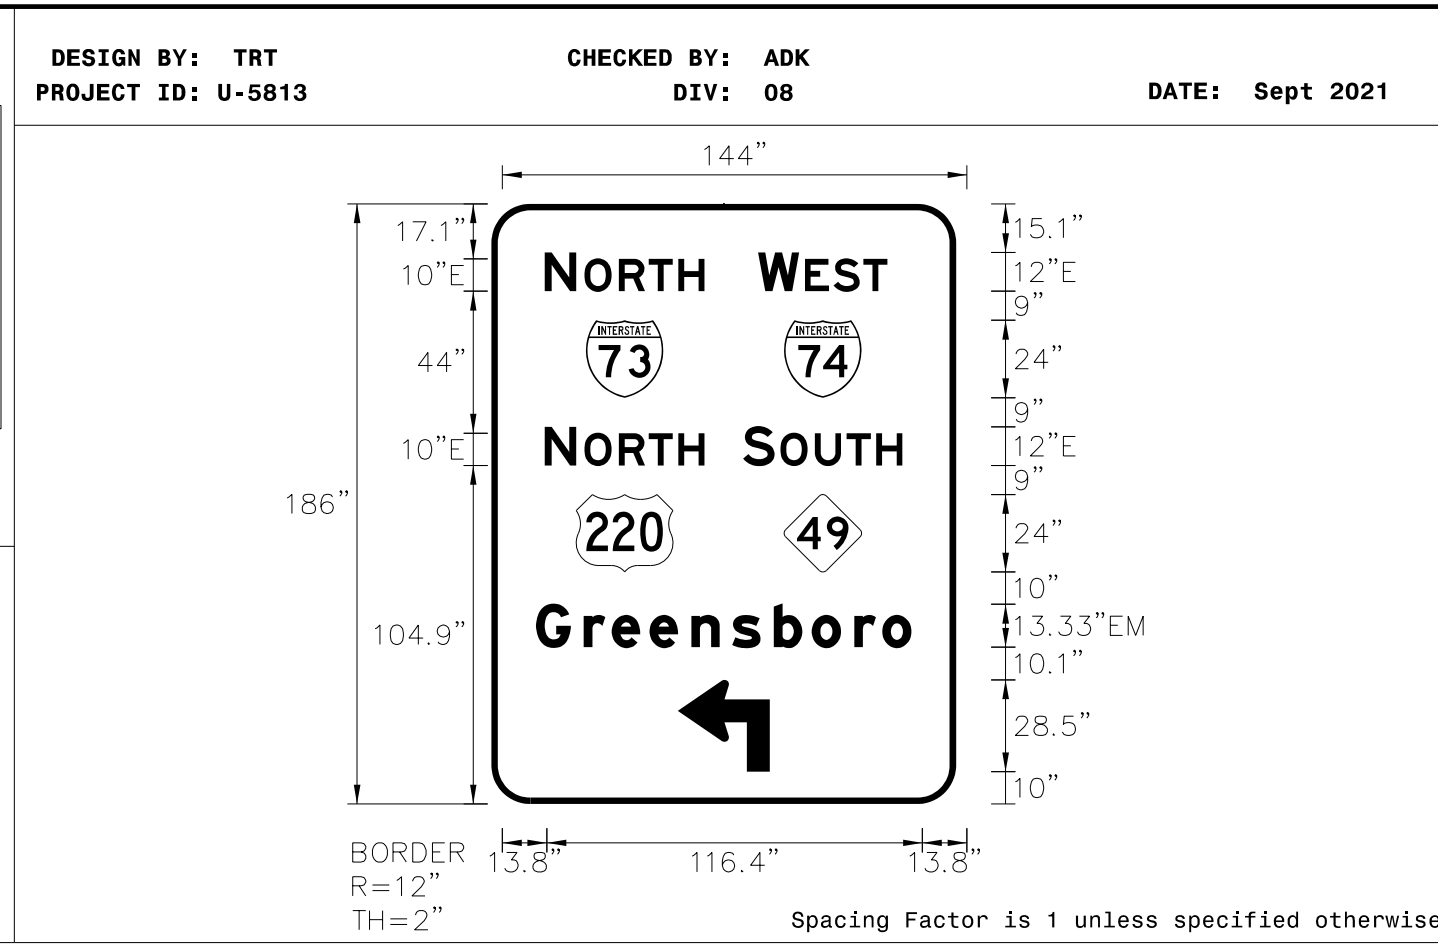 DESIGN BY: TRT CHECKED BY: ADK
PROJECT ID: U-5813 DIV: 08 DATE: Sept 2021
144”
17.1” 15.1”
10”E NORTH WEST 12”E
9”
INTERSTATE INTERSTATE
44” 73 74 24”
9”
10”E NORTH SOUTH 12”E
9”
186”
220 49 24”
10”
104.9” Greensboro 13.33”EM
10.1”
28.5”
10”
BORDER 13.8” 116.4” 13.8”
R=12”
TH=2” Spacing Factor is 1 unless specified otherwise